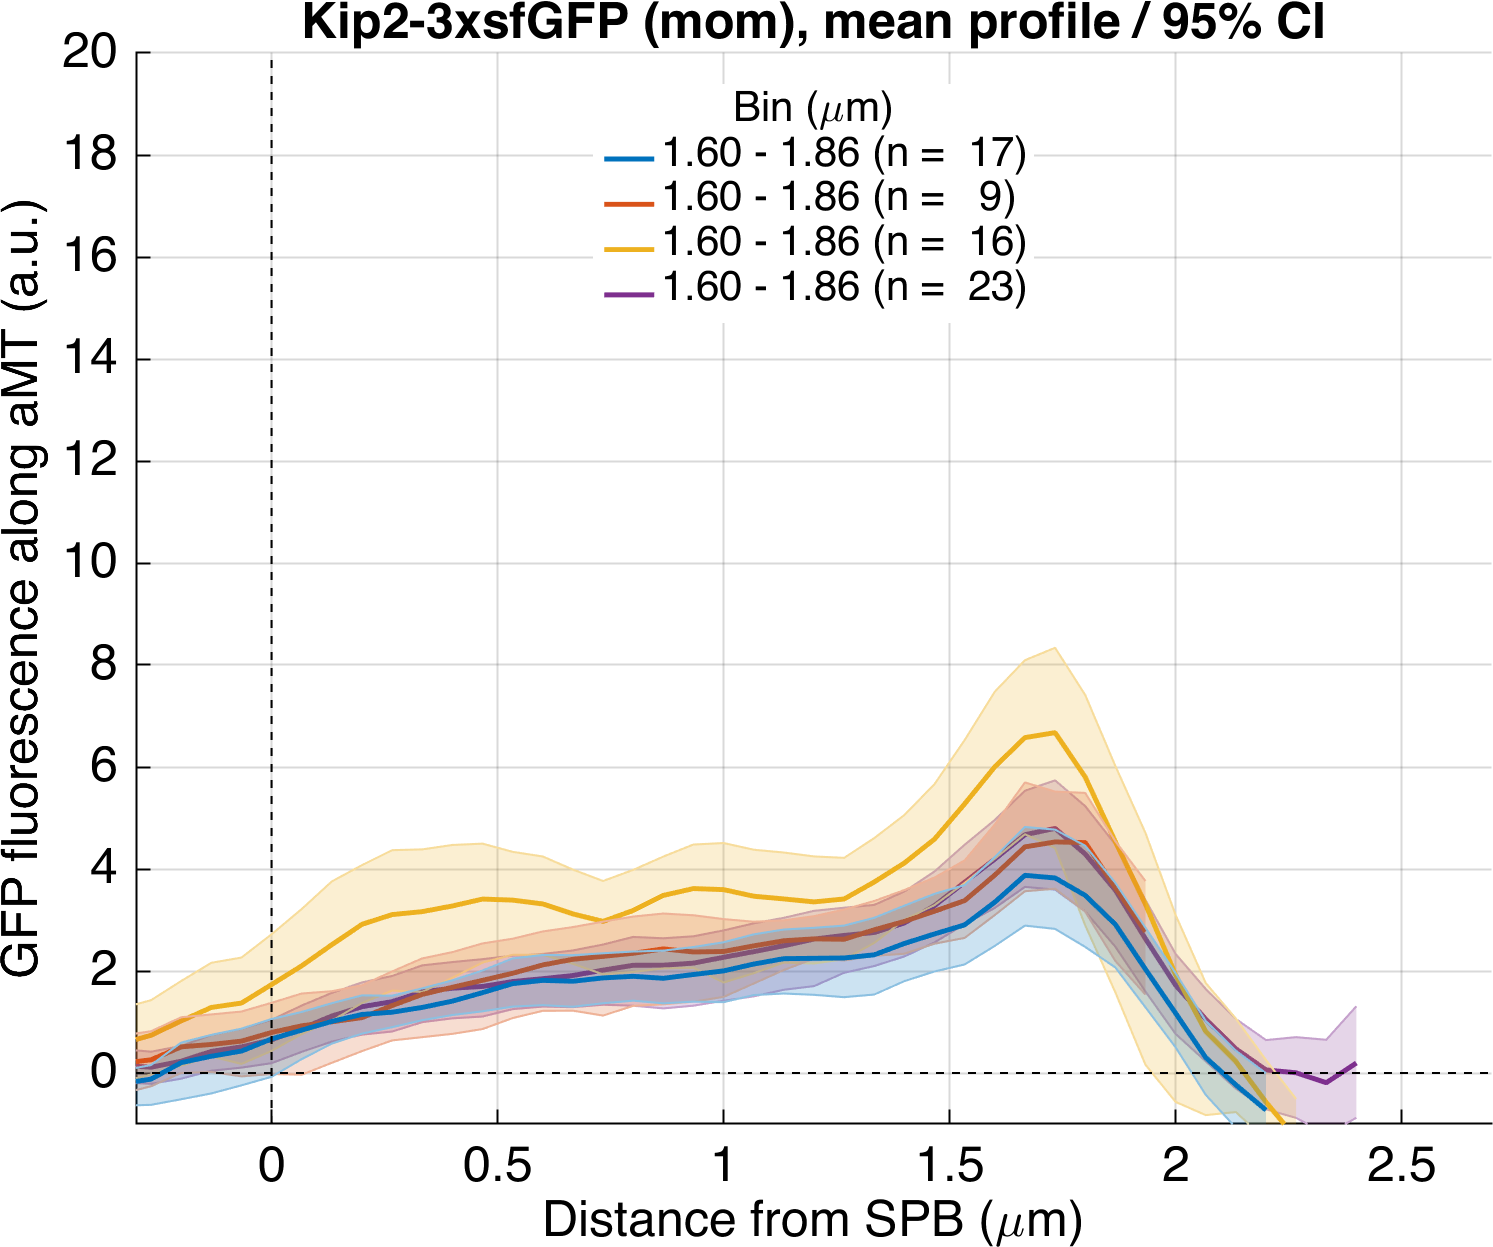 Kip2-3xsfGFP (mom), mean profile / 95% CI
GFP fluorescence along aMT (a.u.)
20
18
16
14
12
10
8
6
4
2
0
Bin (μm)
1.60 - 1.86 (n = 17)
1.60 - 1.86 (n = 9)
1.60 - 1.86 (n = 16)
1.60 - 1.86 (n = 23)
0 0.5 1 1.5 2 2.5
Distance from SPB (μm)